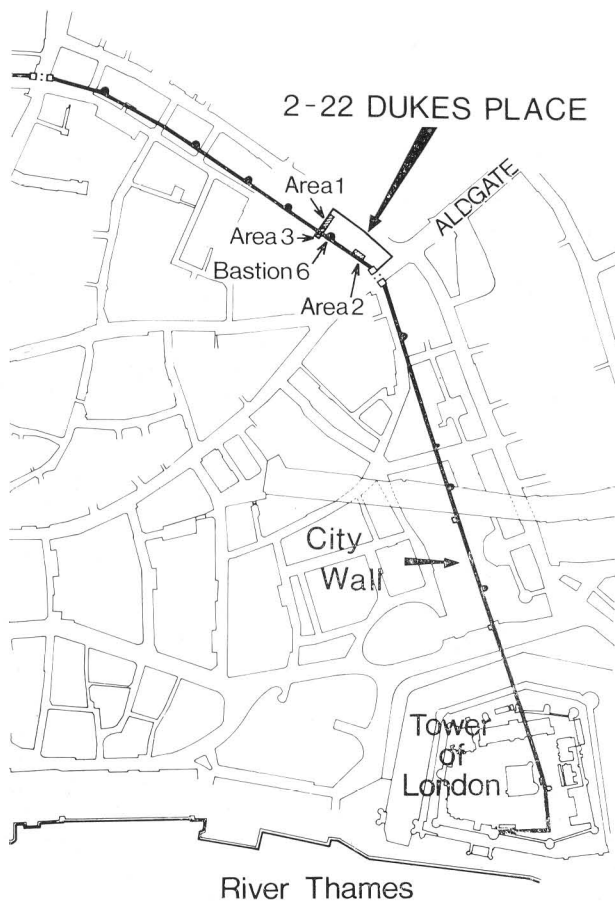 2-22 DUKES PLACE
ALDGATE
Area 1
Area 3
Bastion 6
Area 2
City
Wall
Tower
of
London
River Thames